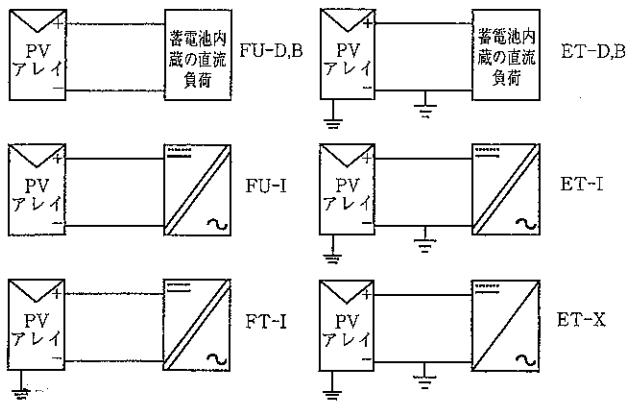 PV
アレイ
+
−
蓄電池内
蔵の直流
負荷
FU-D,B
PV
アレイ
+
−
蓄電池内
蔵の直流
負荷
ET-D,B
PV
アレイ
+
−
FU-I
PV
アレイ
+
−
ET-I
PV
アレイ
+
−
FT-I
PV
アレイ
+
−
ET-X